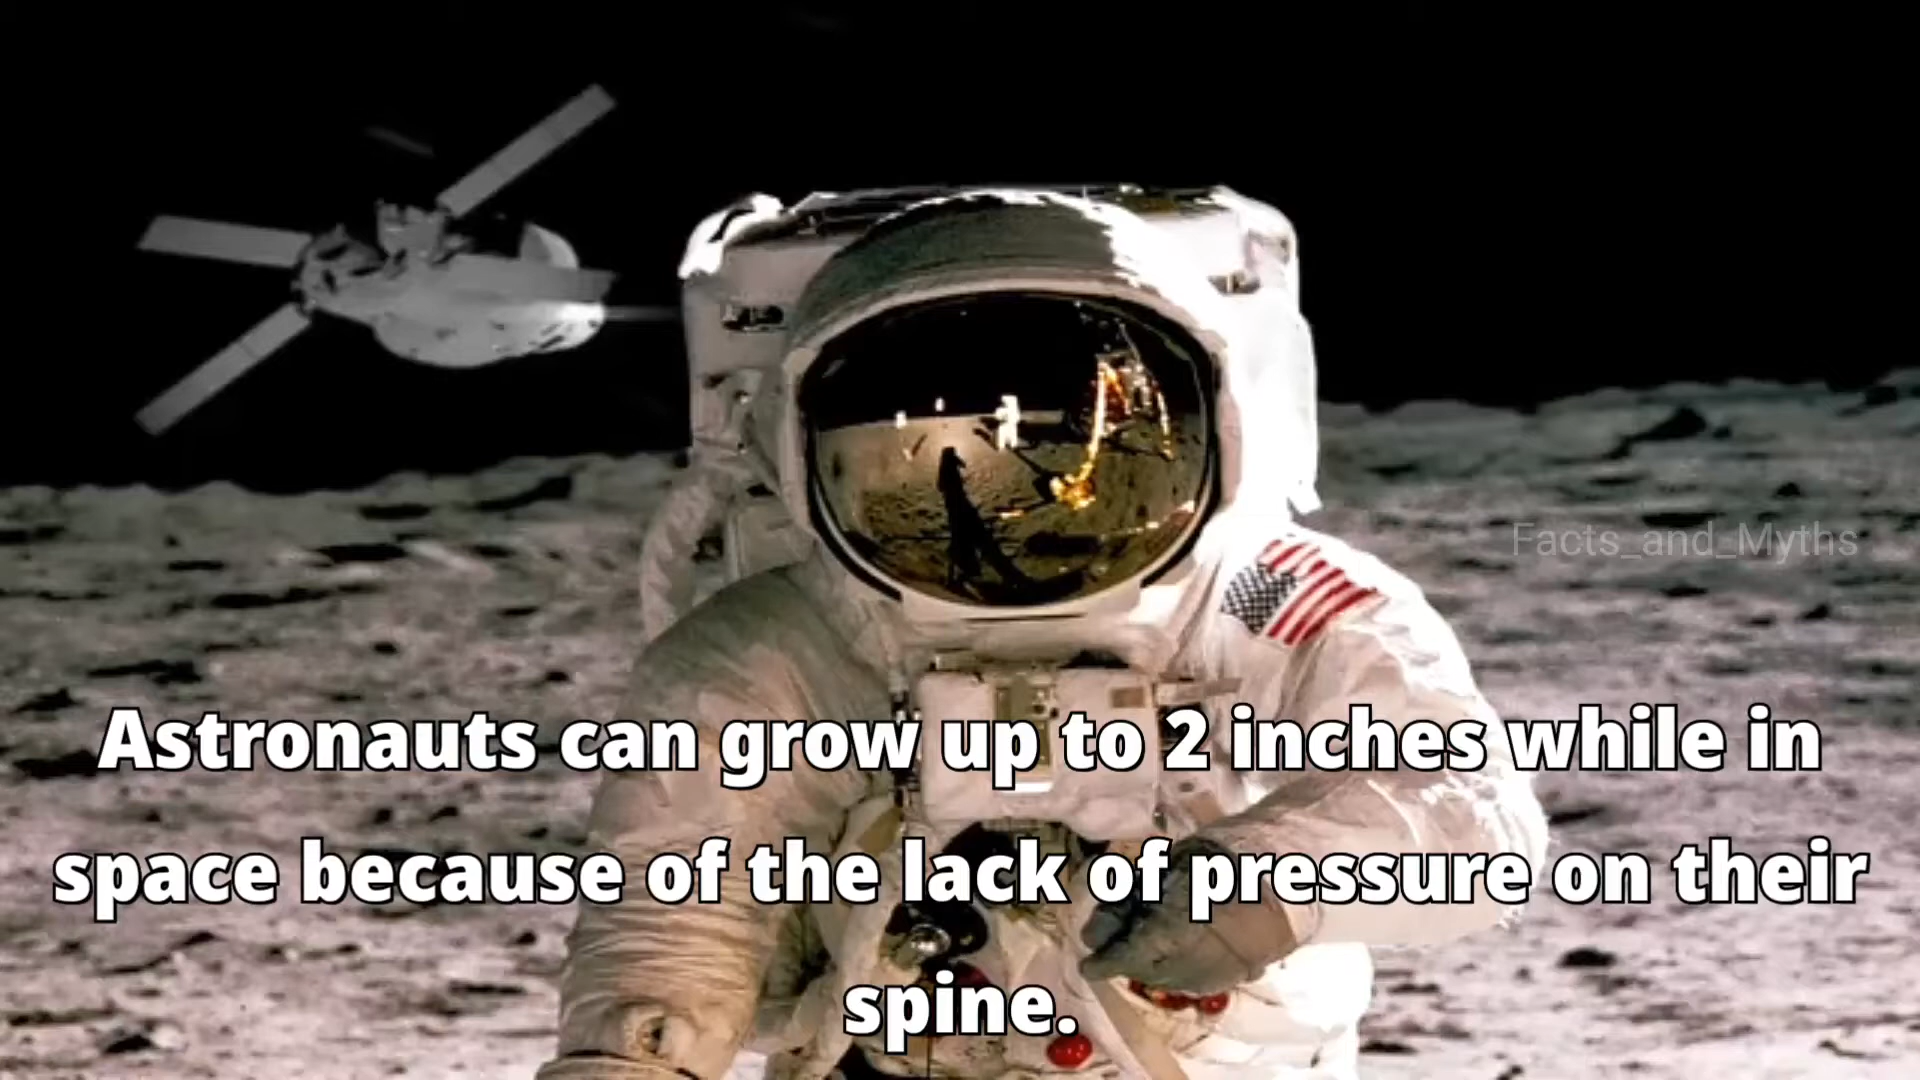 Facts_and_Myths
Astronauts can grow up to 2 inches while in
space because of the lack of pressure on their
spine.